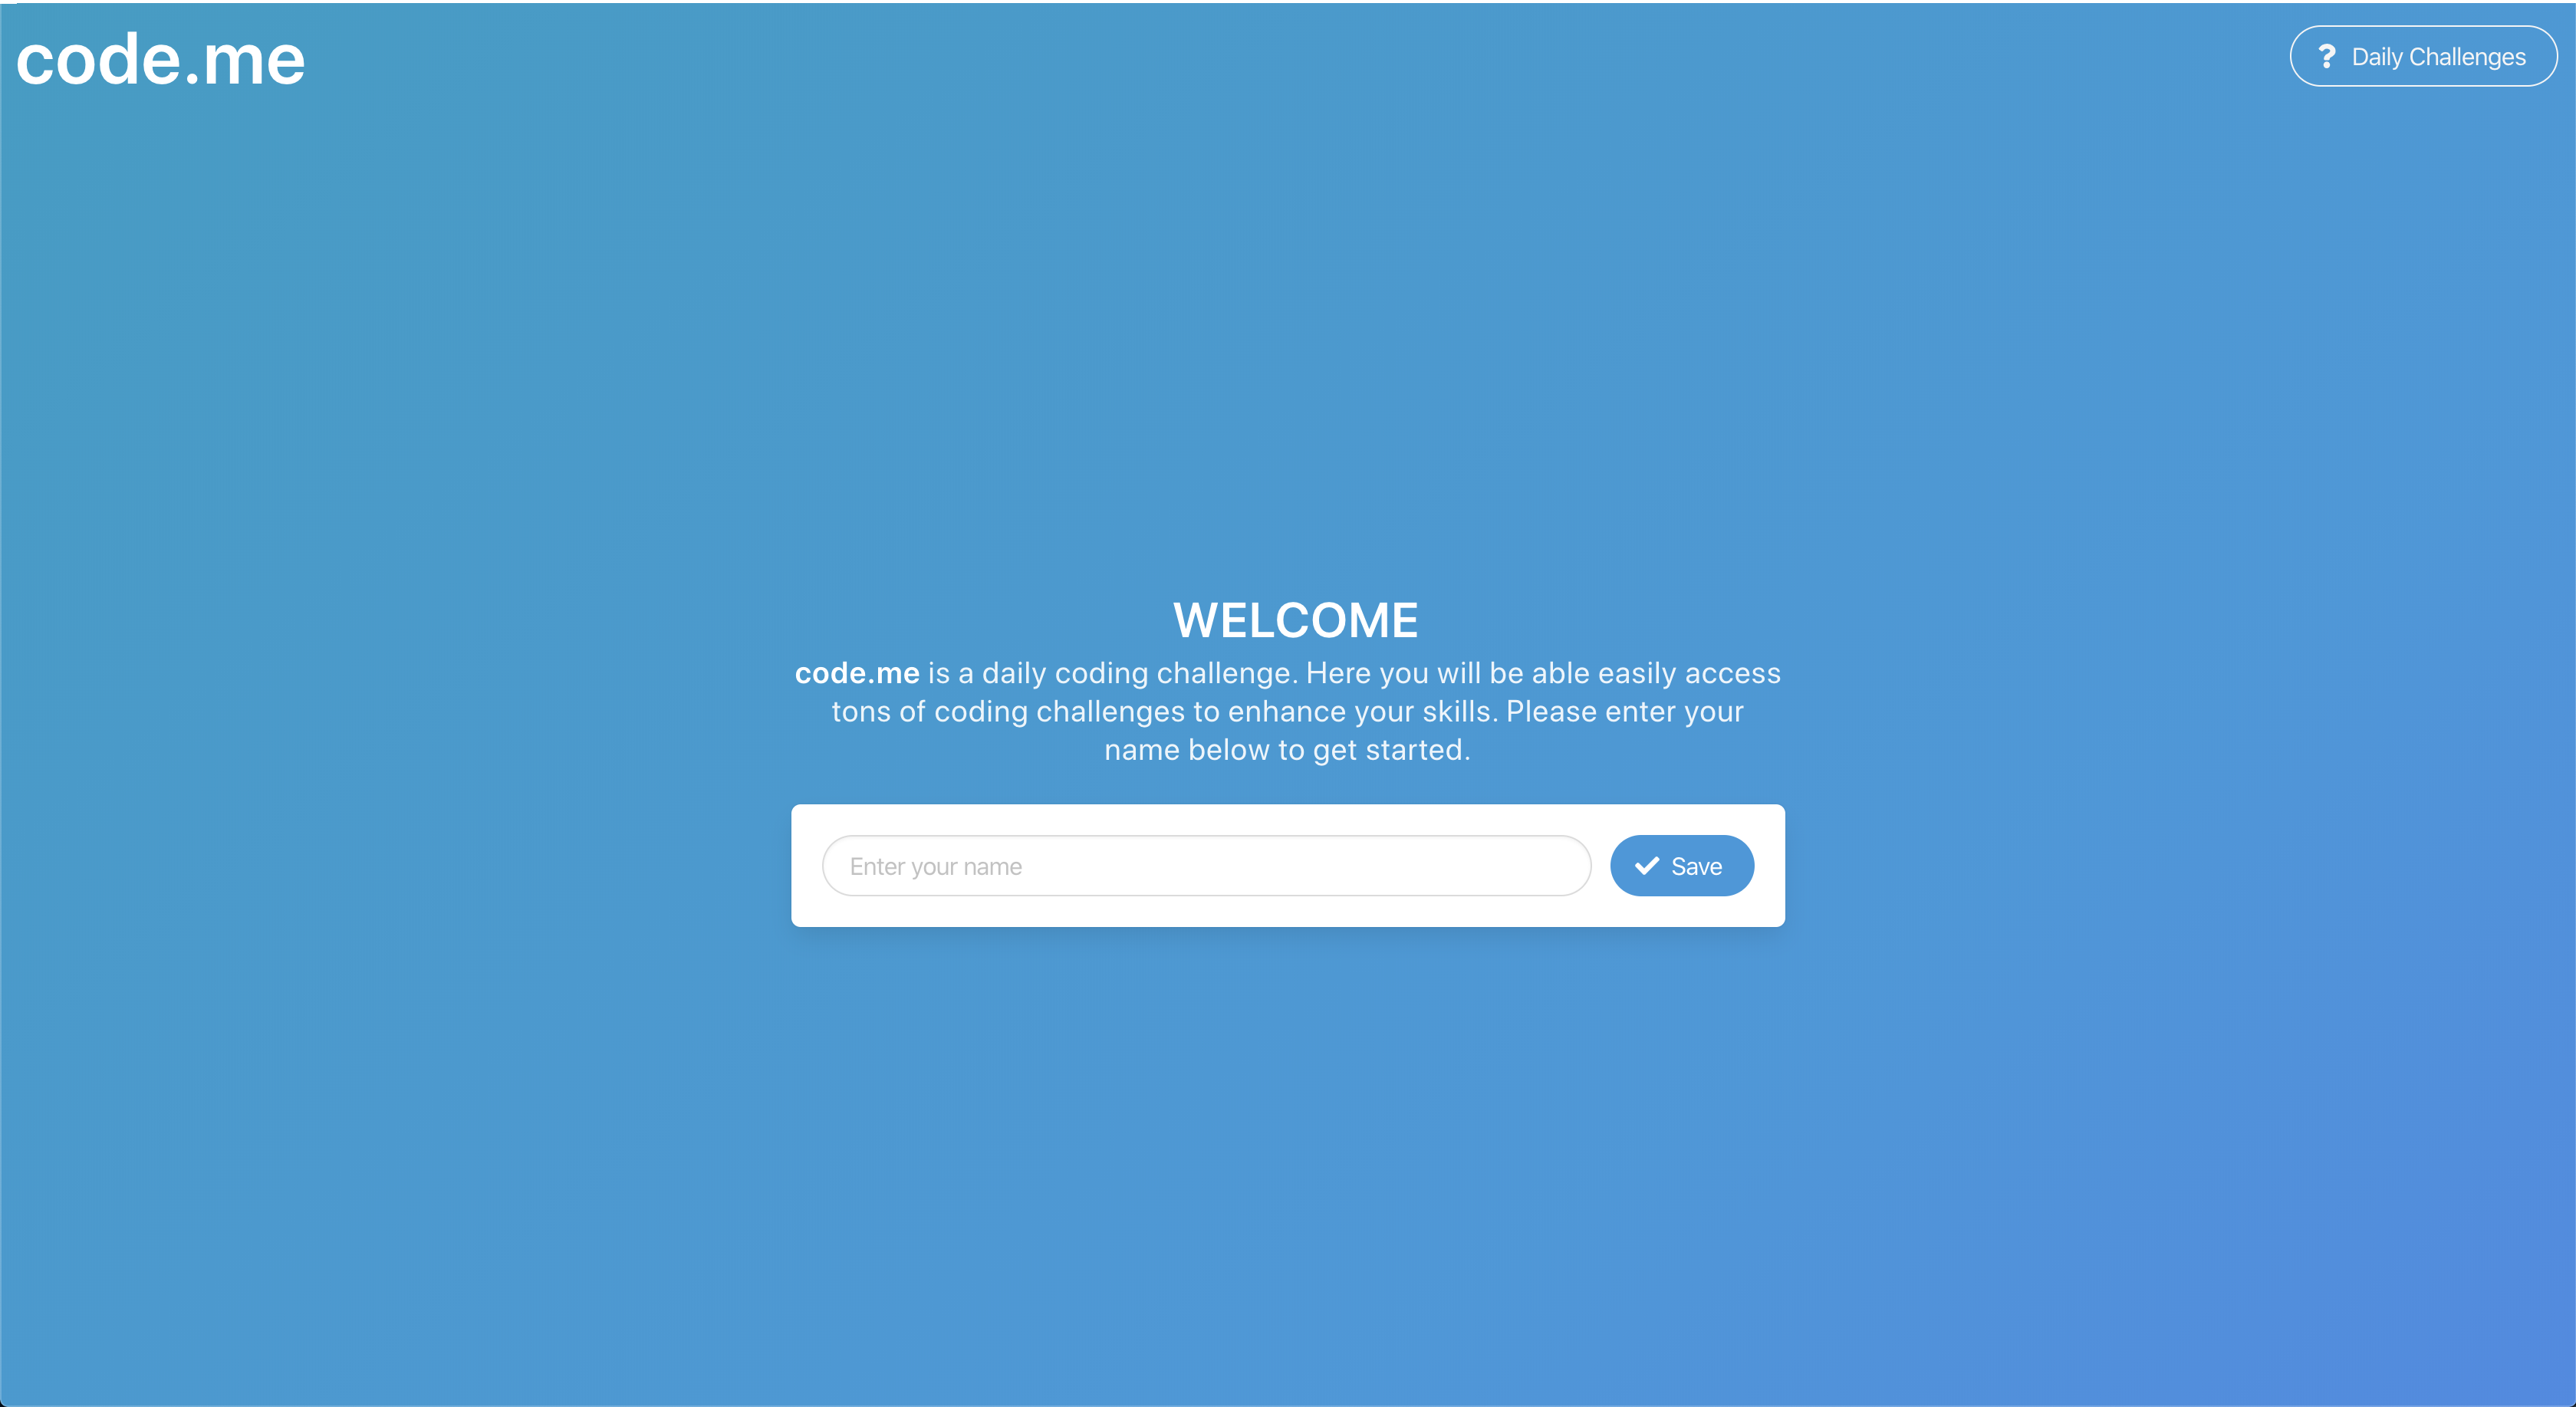 code.me
? Daily Challenges
WELCOME
code.me is a daily coding challenge. Here you will be able easily access
tons of coding challenges to enhance your skills. Please enter your
name below to get started.
Enter your name
Save